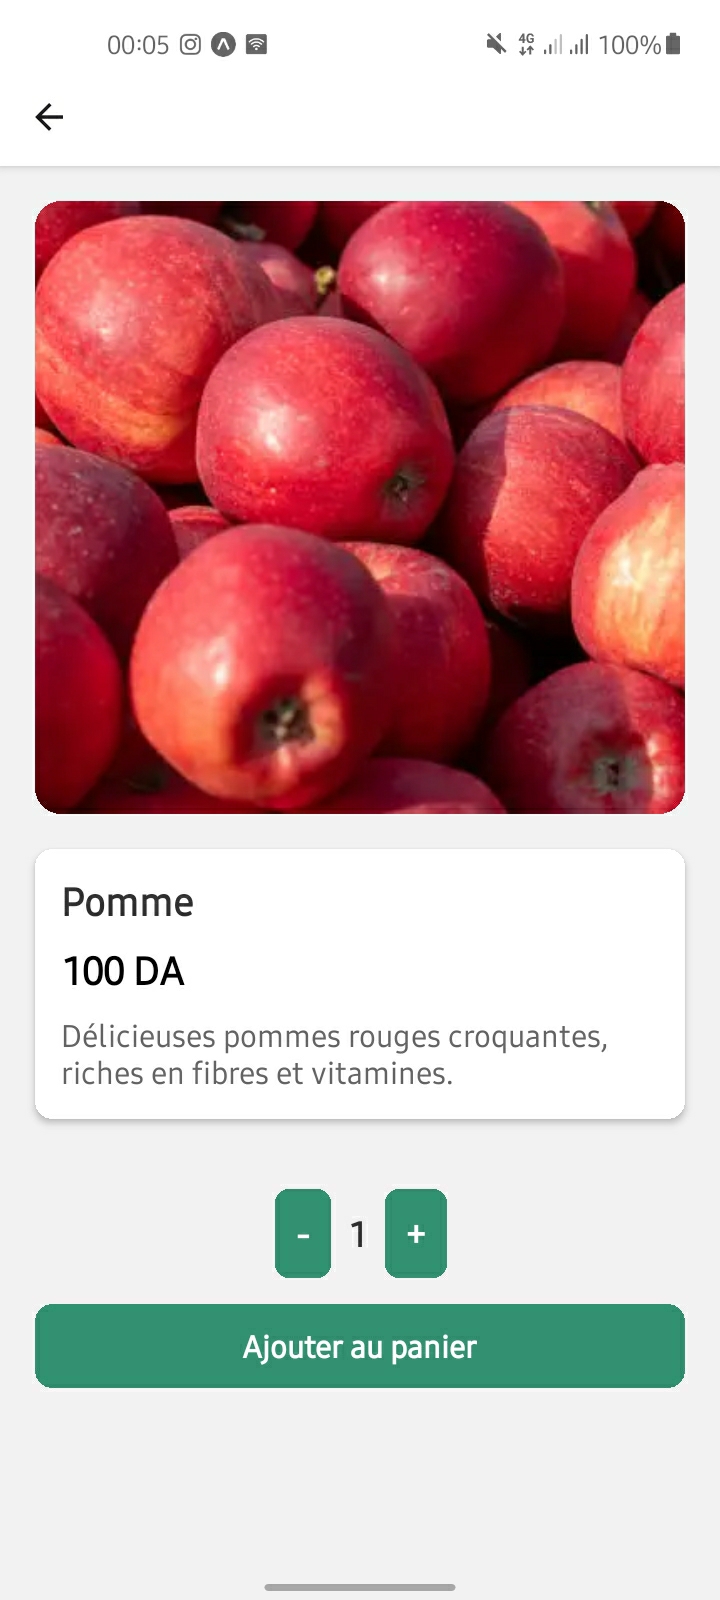 00:05
4G
100%
Pomme
100 DA
Délicieuses pommes rouges croquantes,
riches en fibres et vitamines.
- 1 +
Ajouter au panier